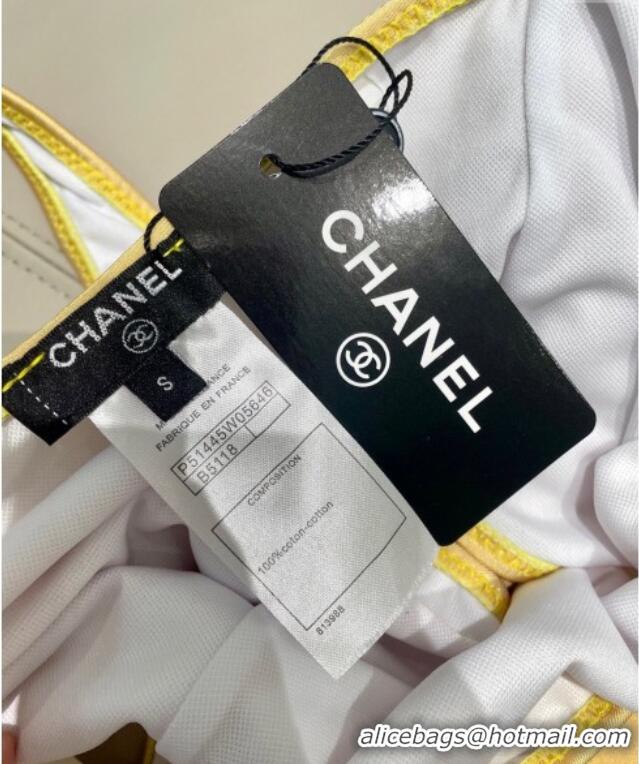 CHANEL
S
FABRIQUE EN FRANCE
P51445W05646
B5118
COMPOSITION
100%coton-cotton
813988
CHANEL
alicebags@hotmail.com